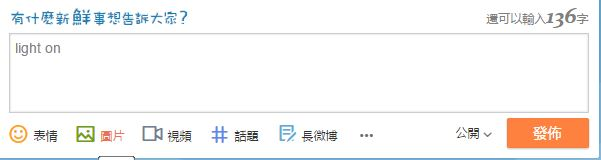 有什麼新鮮事想告訴大家?
還可以輸入136字
light on
表情 圖片 視頻 話題 長微博 ••• 公開 發佈